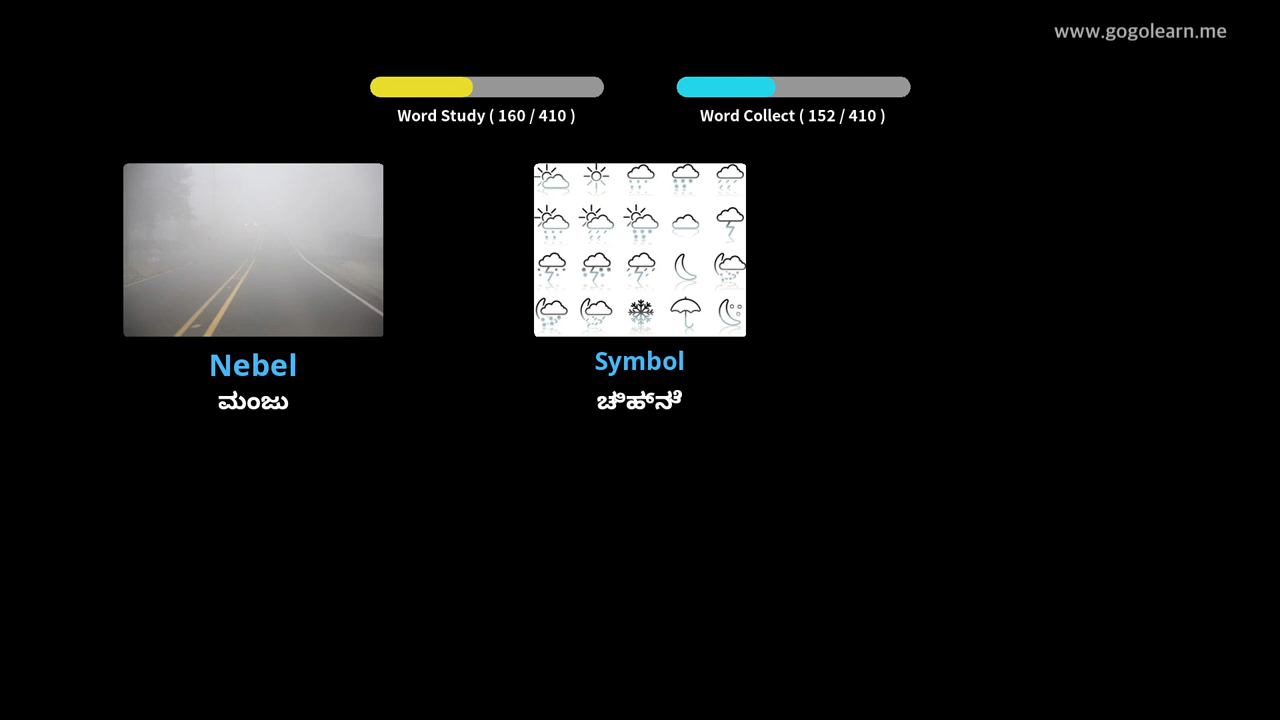 www.gogolearn.me
Word Study ( 160 / 410 )
Word Collect ( 152 / 410 )
Nebel
ಮಂಜು
Symbol
ಚಿಹ್ನೆ